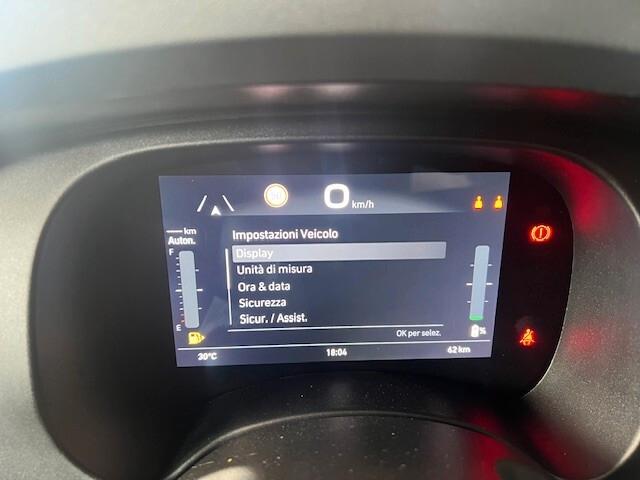 0 km/h
---- km
Auton.
F
Impostazioni Veicolo
Display
Unità di misura
Ora & data
Sicurezza
Sicur. / Assist.
E
%
OK per selez.
30°C 18:04 62 km